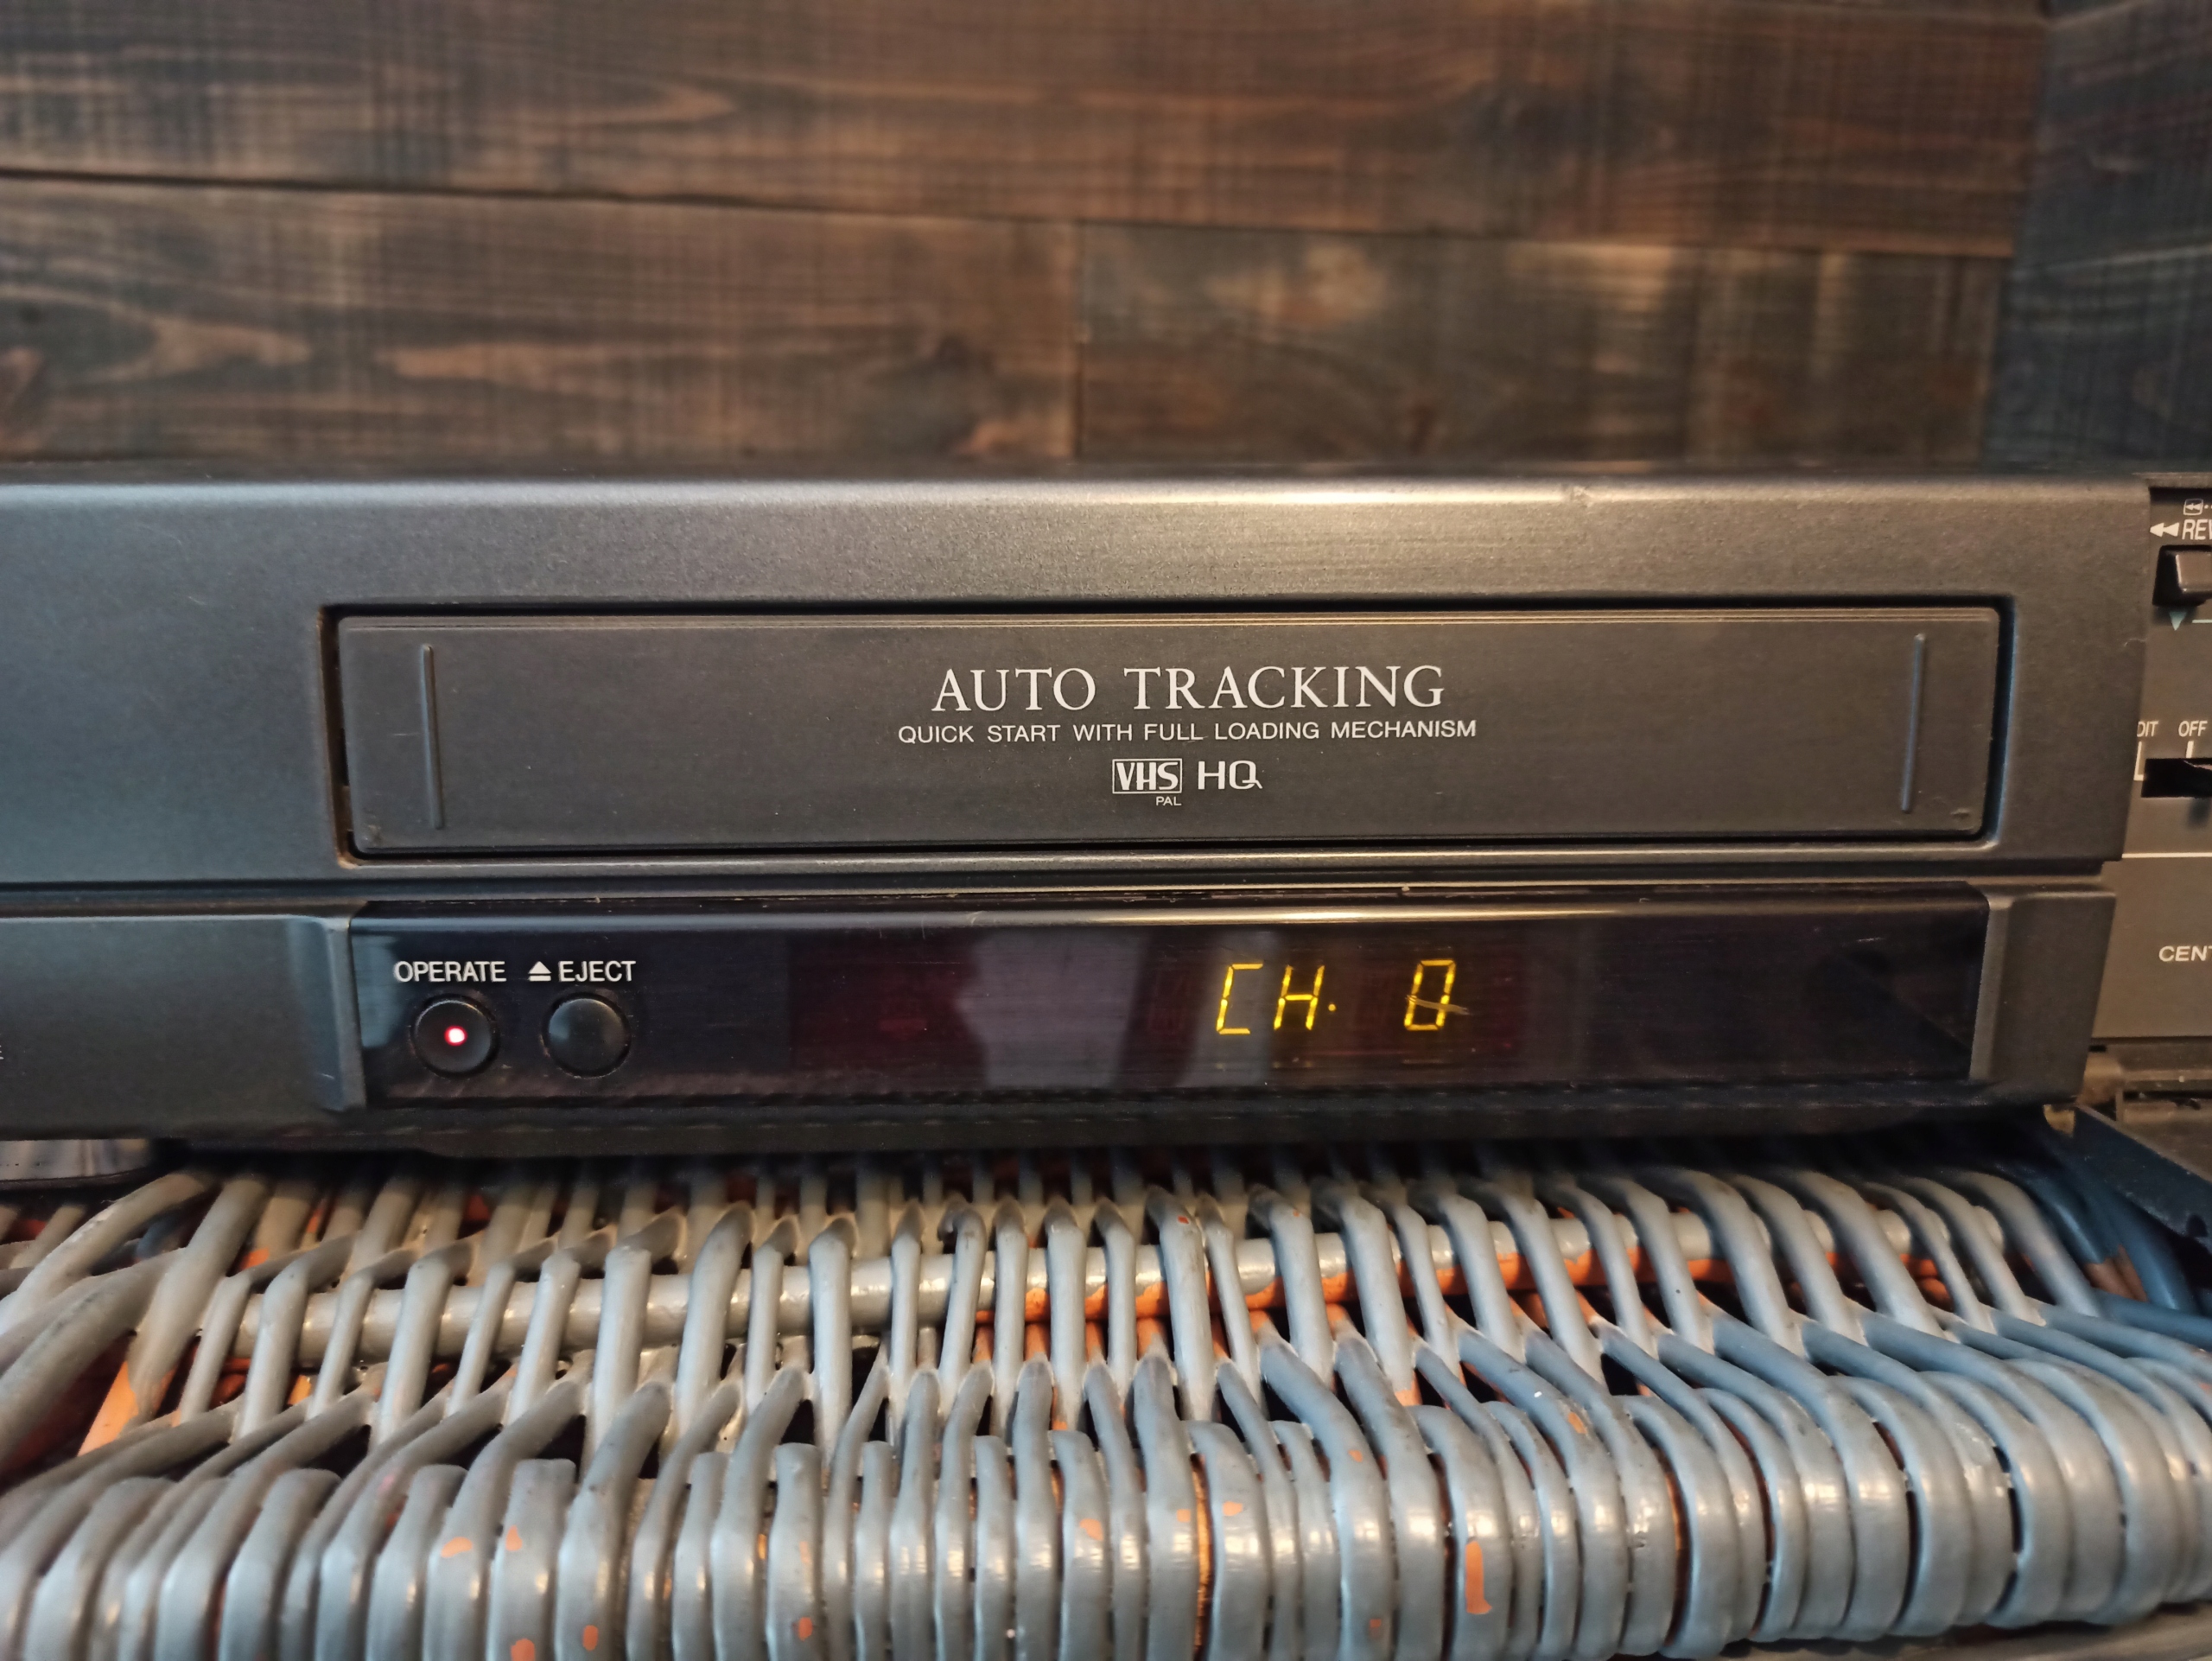 AUTO TRACKING
QUICK START WITH FULL LOADING MECHANISM
VHS HQ
PAL
OPERATE ⏏ EJECT
CH. 0
OFF